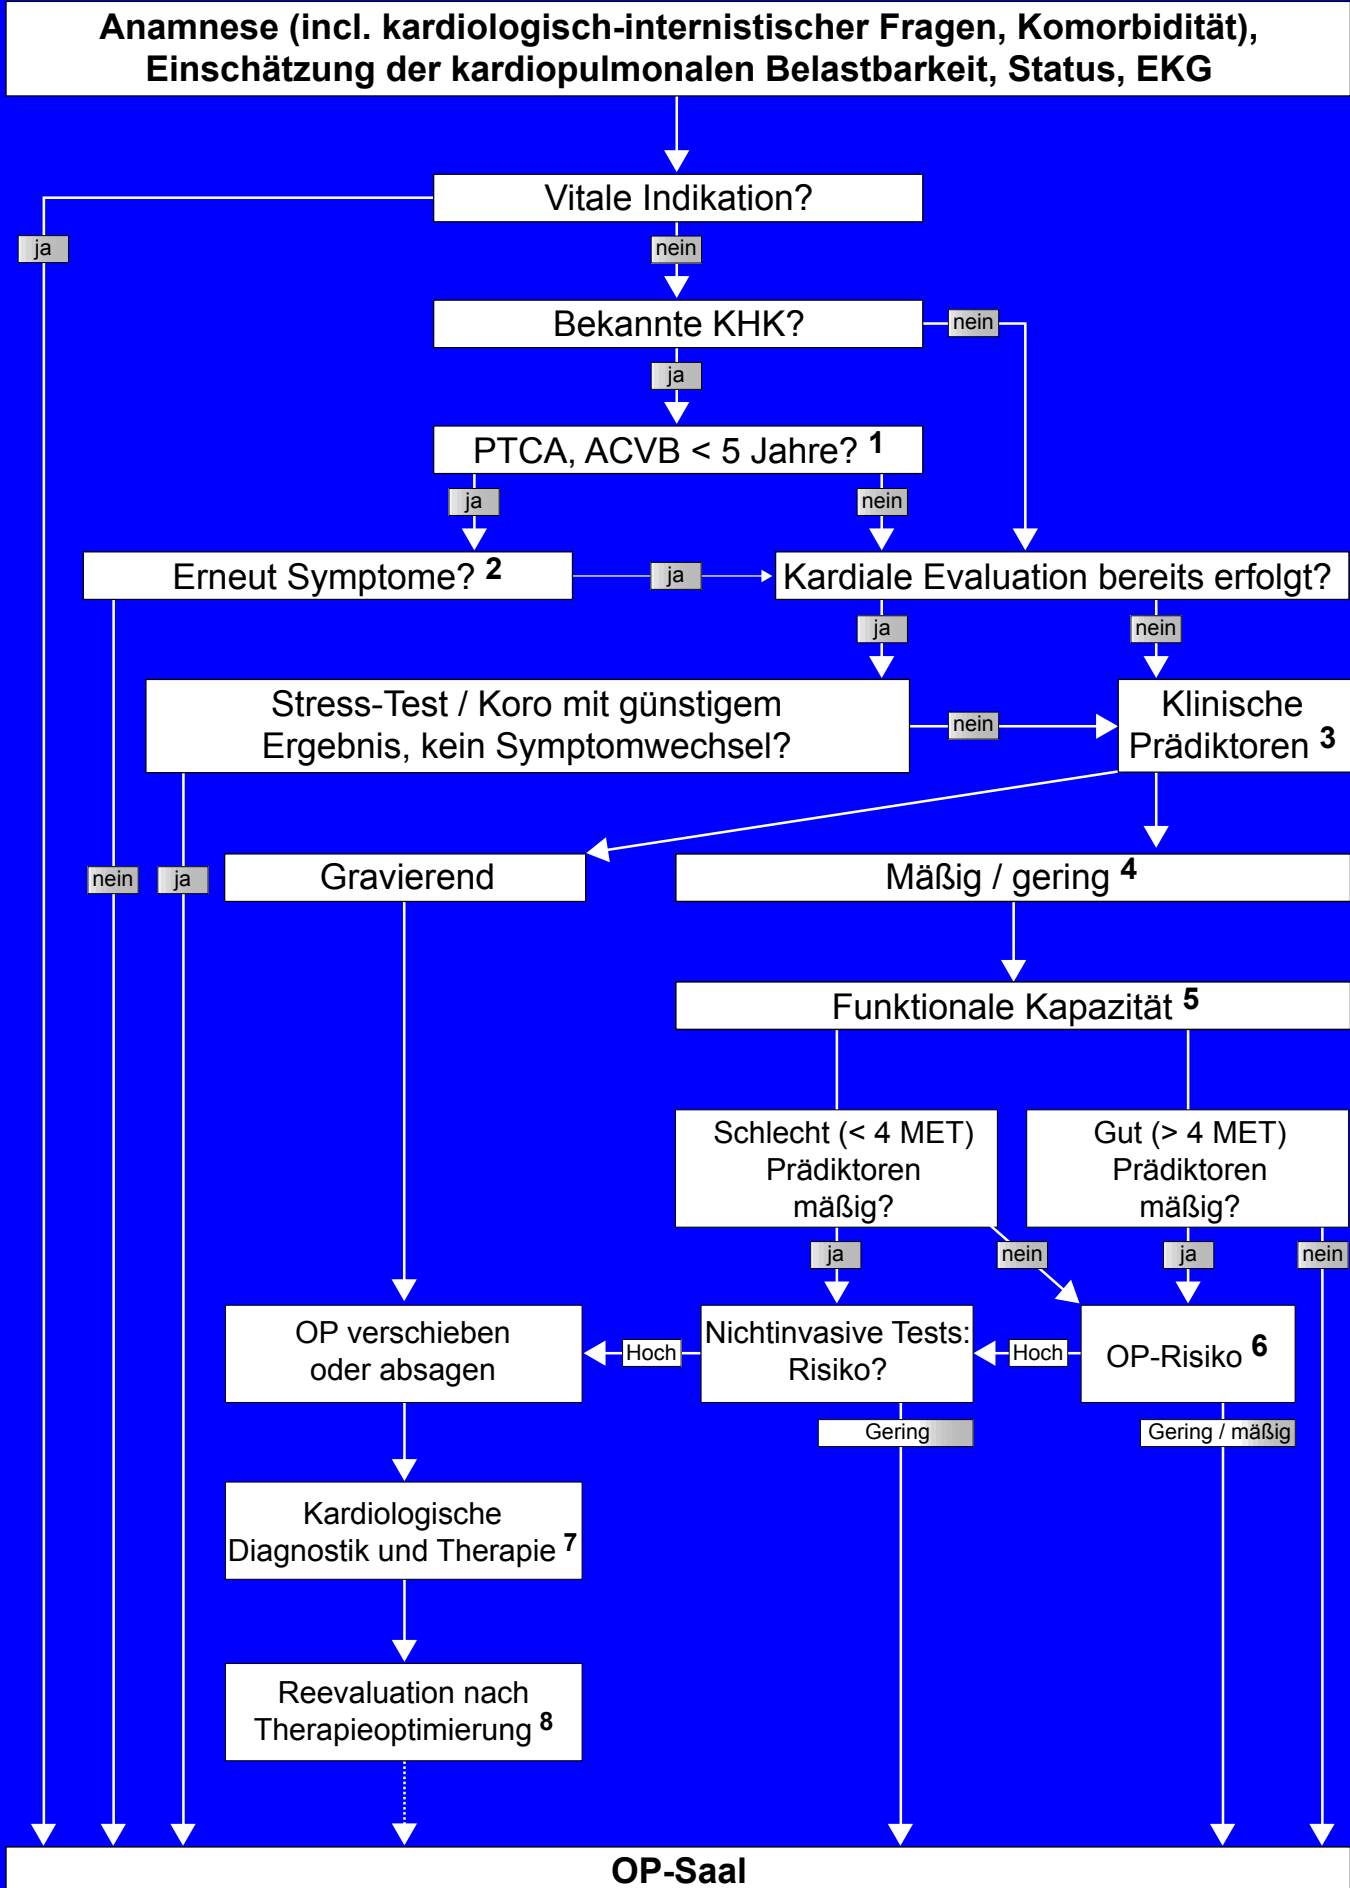 Anamnese (incl. kardiologisch-internistischer Fragen, Komorbidität),
Einschätzung der kardiopulmonalen Belastbarkeit, Status, EKG
Vitale Indikation?
ja
nein
Bekannte KHK?
nein
ja
PTCA, ACVB < 5 Jahre? 1
ja
nein
Erneut Symptome? 2
ja
Kardiale Evaluation bereits erfolgt?
ja
nein
Stress-Test / Koro mit günstigem
Ergebnis, kein Symptomwechsel?
nein
Klinische
Prädiktoren 3
nein
ja
Gravierend
Mäßig / gering 4
Funktionale Kapazität 5
Schlecht (< 4 MET)
Prädiktoren
mäßig?
Gut (> 4 MET)
Prädiktoren
mäßig?
ja
nein
ja
nein
OP verschieben
oder absagen
Hoch
Nichtinvasive Tests:
Risiko?
Hoch
OP-Risiko 6
Gering
Gering / mäßig
Kardiologische
Diagnostik und Therapie 7
Reevaluation nach
Therapieoptimierung 8
OP-Saal